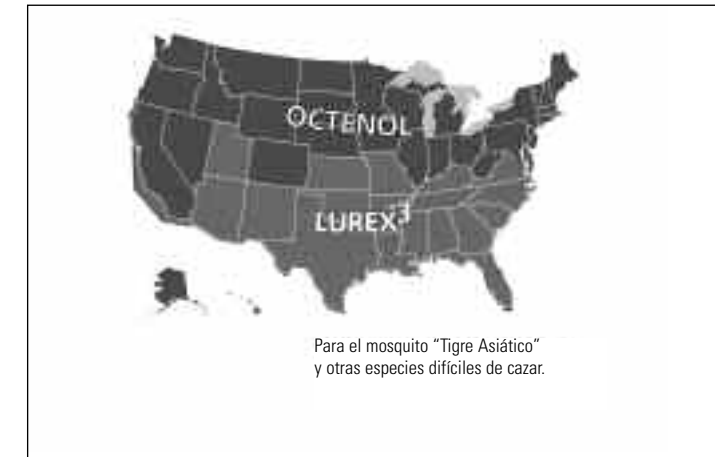 OCTENOL
LUREX³
Para el mosquito “Tigre Asiático”
y otras especies difíciles de cazar.